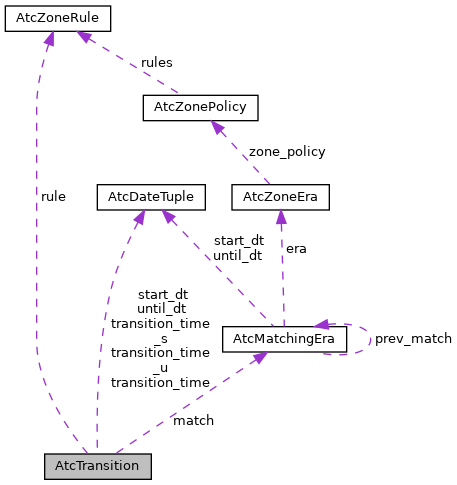 AtcZoneRule
rules
AtcZonePolicy
zone_policy
rule
AtcDateTuple
AtcZoneEra
start_dt
until_dt
era
start_dt
until_dt
transition_time
_s
transition_time
_u
transition_time
AtcMatchingEra
prev_match
match
AtcTransition